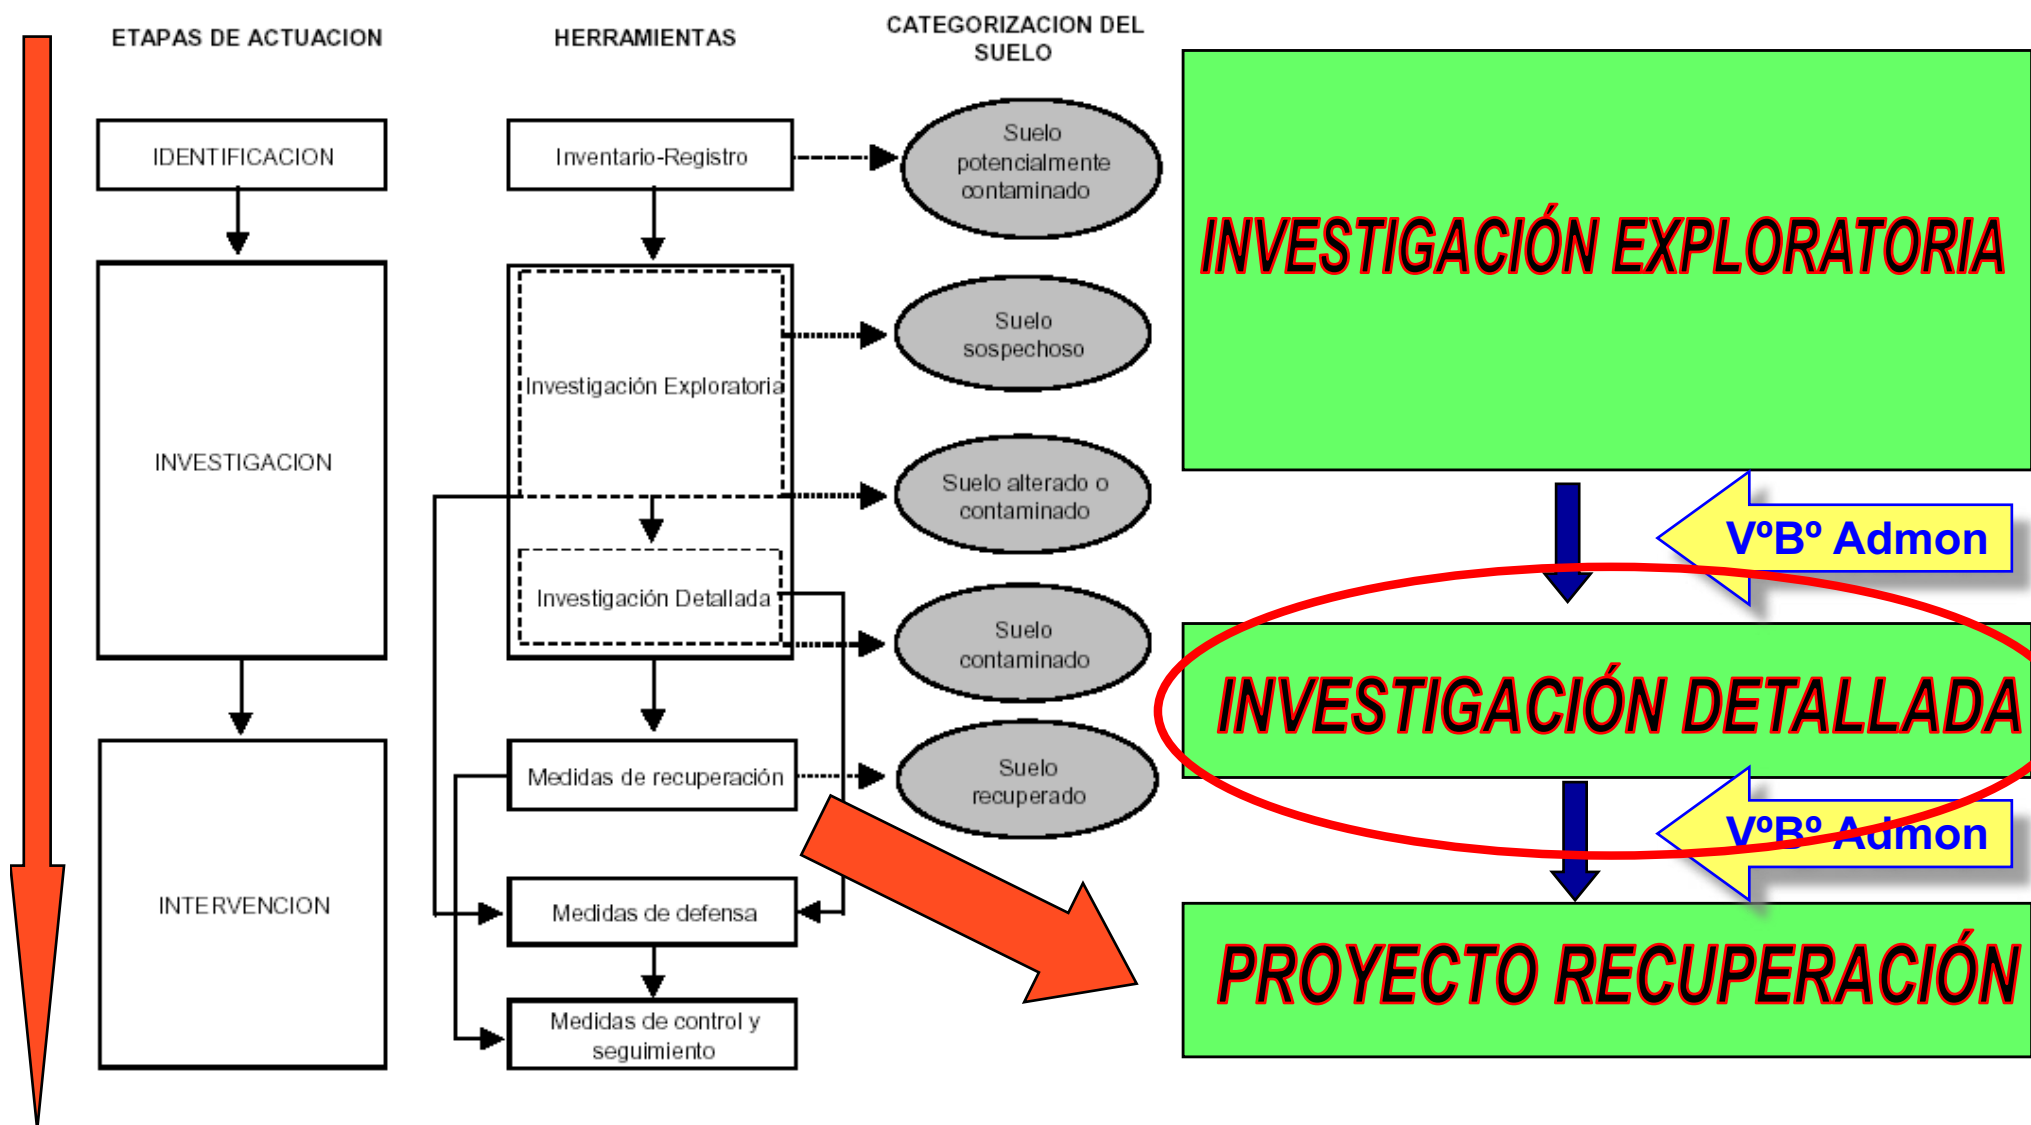 ETAPAS DE ACTUACION
HERRAMIENTAS
CATEGORIZACION DEL
SUELO
IDENTIFICACION
Inventario-Registro
Suelo
potencialmente
contaminado
INVESTIGACION
Investigación Exploratoria
Suelo
sospechoso
Suelo alterado o
contaminado
Investigación Detallada
Suelo
contaminado
INTERVENCION
Medidas de recuperación
Suelo
recuperado
Medidas de defensa
Medidas de control y
seguimiento
INVESTIGACIÓN EXPLORATORIA
VºBº Admon
INVESTIGACIÓN DETALLADA
VºBº Admon
PROYECTO RECUPERACIÓN